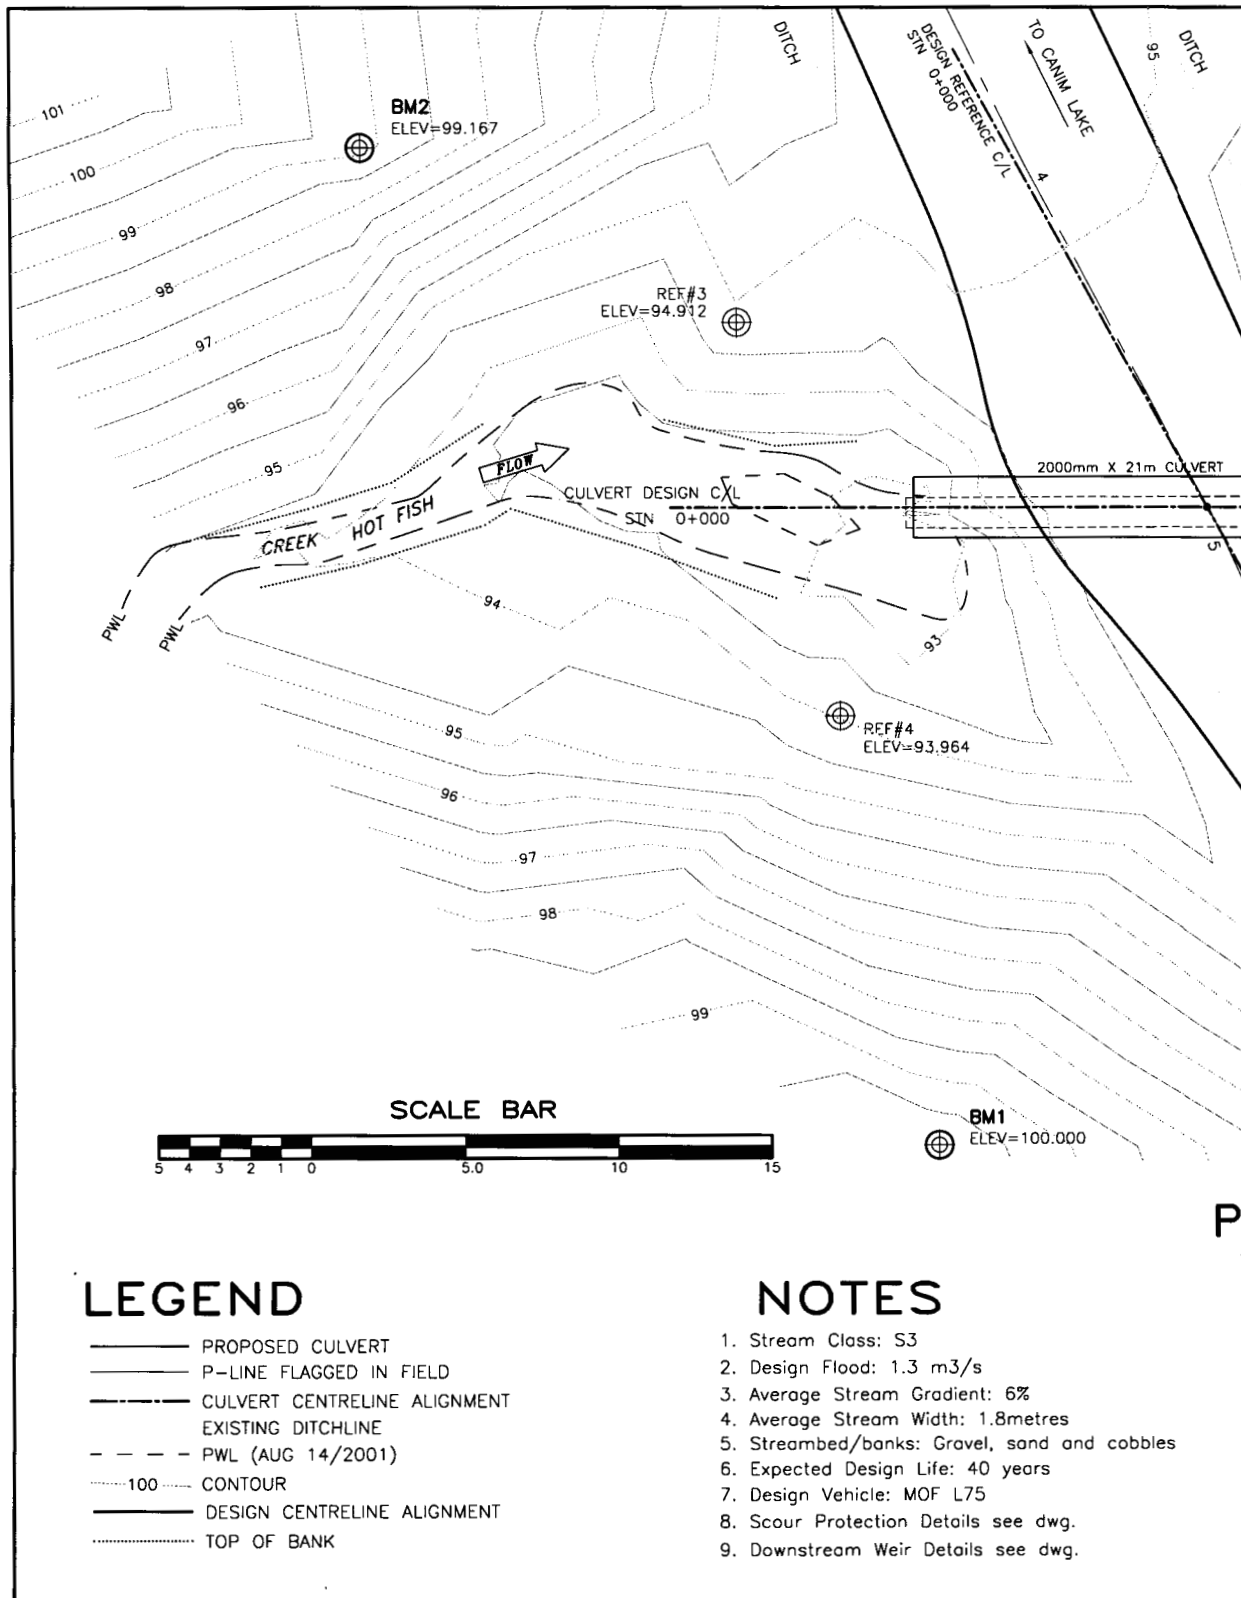 DITCH
DESIGN REFERENCE C/L
STN 0+000
TO CANIM LAKE
95
DITCH
4
101
BM2
ELEV=99.167
100
99
98
97
96
95
REF#3
ELEV=94.912
FLOW
CREEK HOT FISH
CULVERT DESIGN C/L
STN 0+000
2000mm X 21m CULVERT
5
PWL
PWL
94
93
REF#4
ELEV=93.964
95
96
97
98
99
SCALE BAR
5 4 3 2 1 0 5.0 10 15
BM1
ELEV=100.000
P
LEGEND
PROPOSED CULVERT
P-LINE FLAGGED IN FIELD
CULVERT CENTRELINE ALIGNMENT
EXISTING DITCHLINE
PWL (AUG 14/2001)
100 CONTOUR
DESIGN CENTRELINE ALIGNMENT
TOP OF BANK
NOTES
1. Stream Class: S3
2. Design Flood: 1.3 m3/s
3. Average Stream Gradient: 6%
4. Average Stream Width: 1.8metres
5. Streambed/banks: Gravel, sand and cobbles
6. Expected Design Life: 40 years
7. Design Vehicle: MOF L75
8. Scour Protection Details see dwg.
9. Downstream Weir Details see dwg.